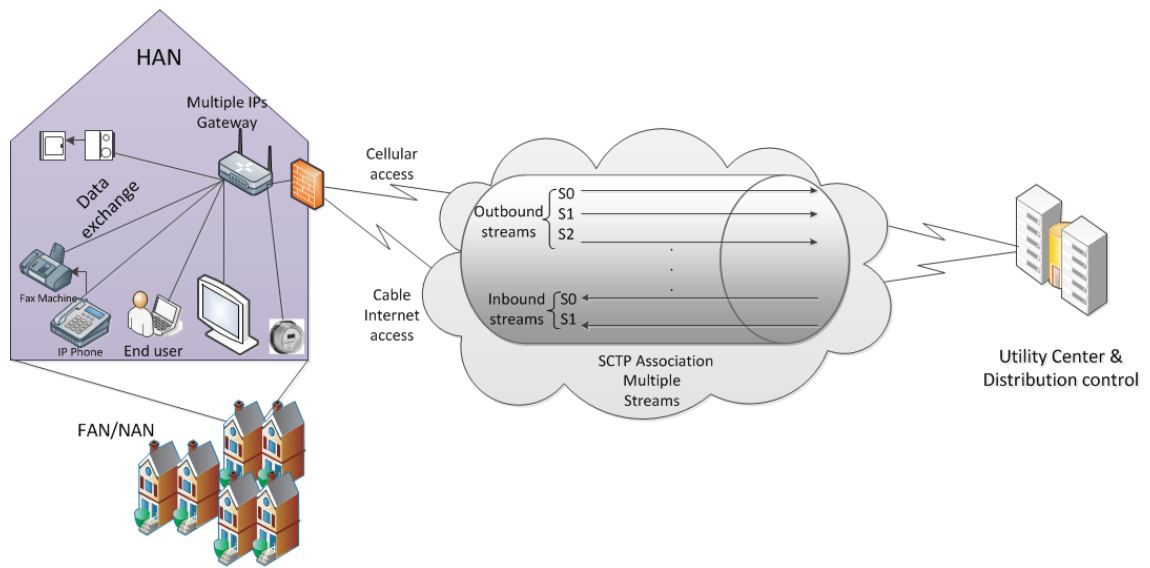 HAN
Multiple IPs
Gateway
Data
exchange
Fax Machine
IP Phone
End user
FAN/NAN
Cellular
access
Cable
Internet
access
Outbound
streams
S0
S1
S2
.
.
.
Inbound
streams
S0
S1
SCTP Association
Multiple
Streams
Utility Center &
Distribution control